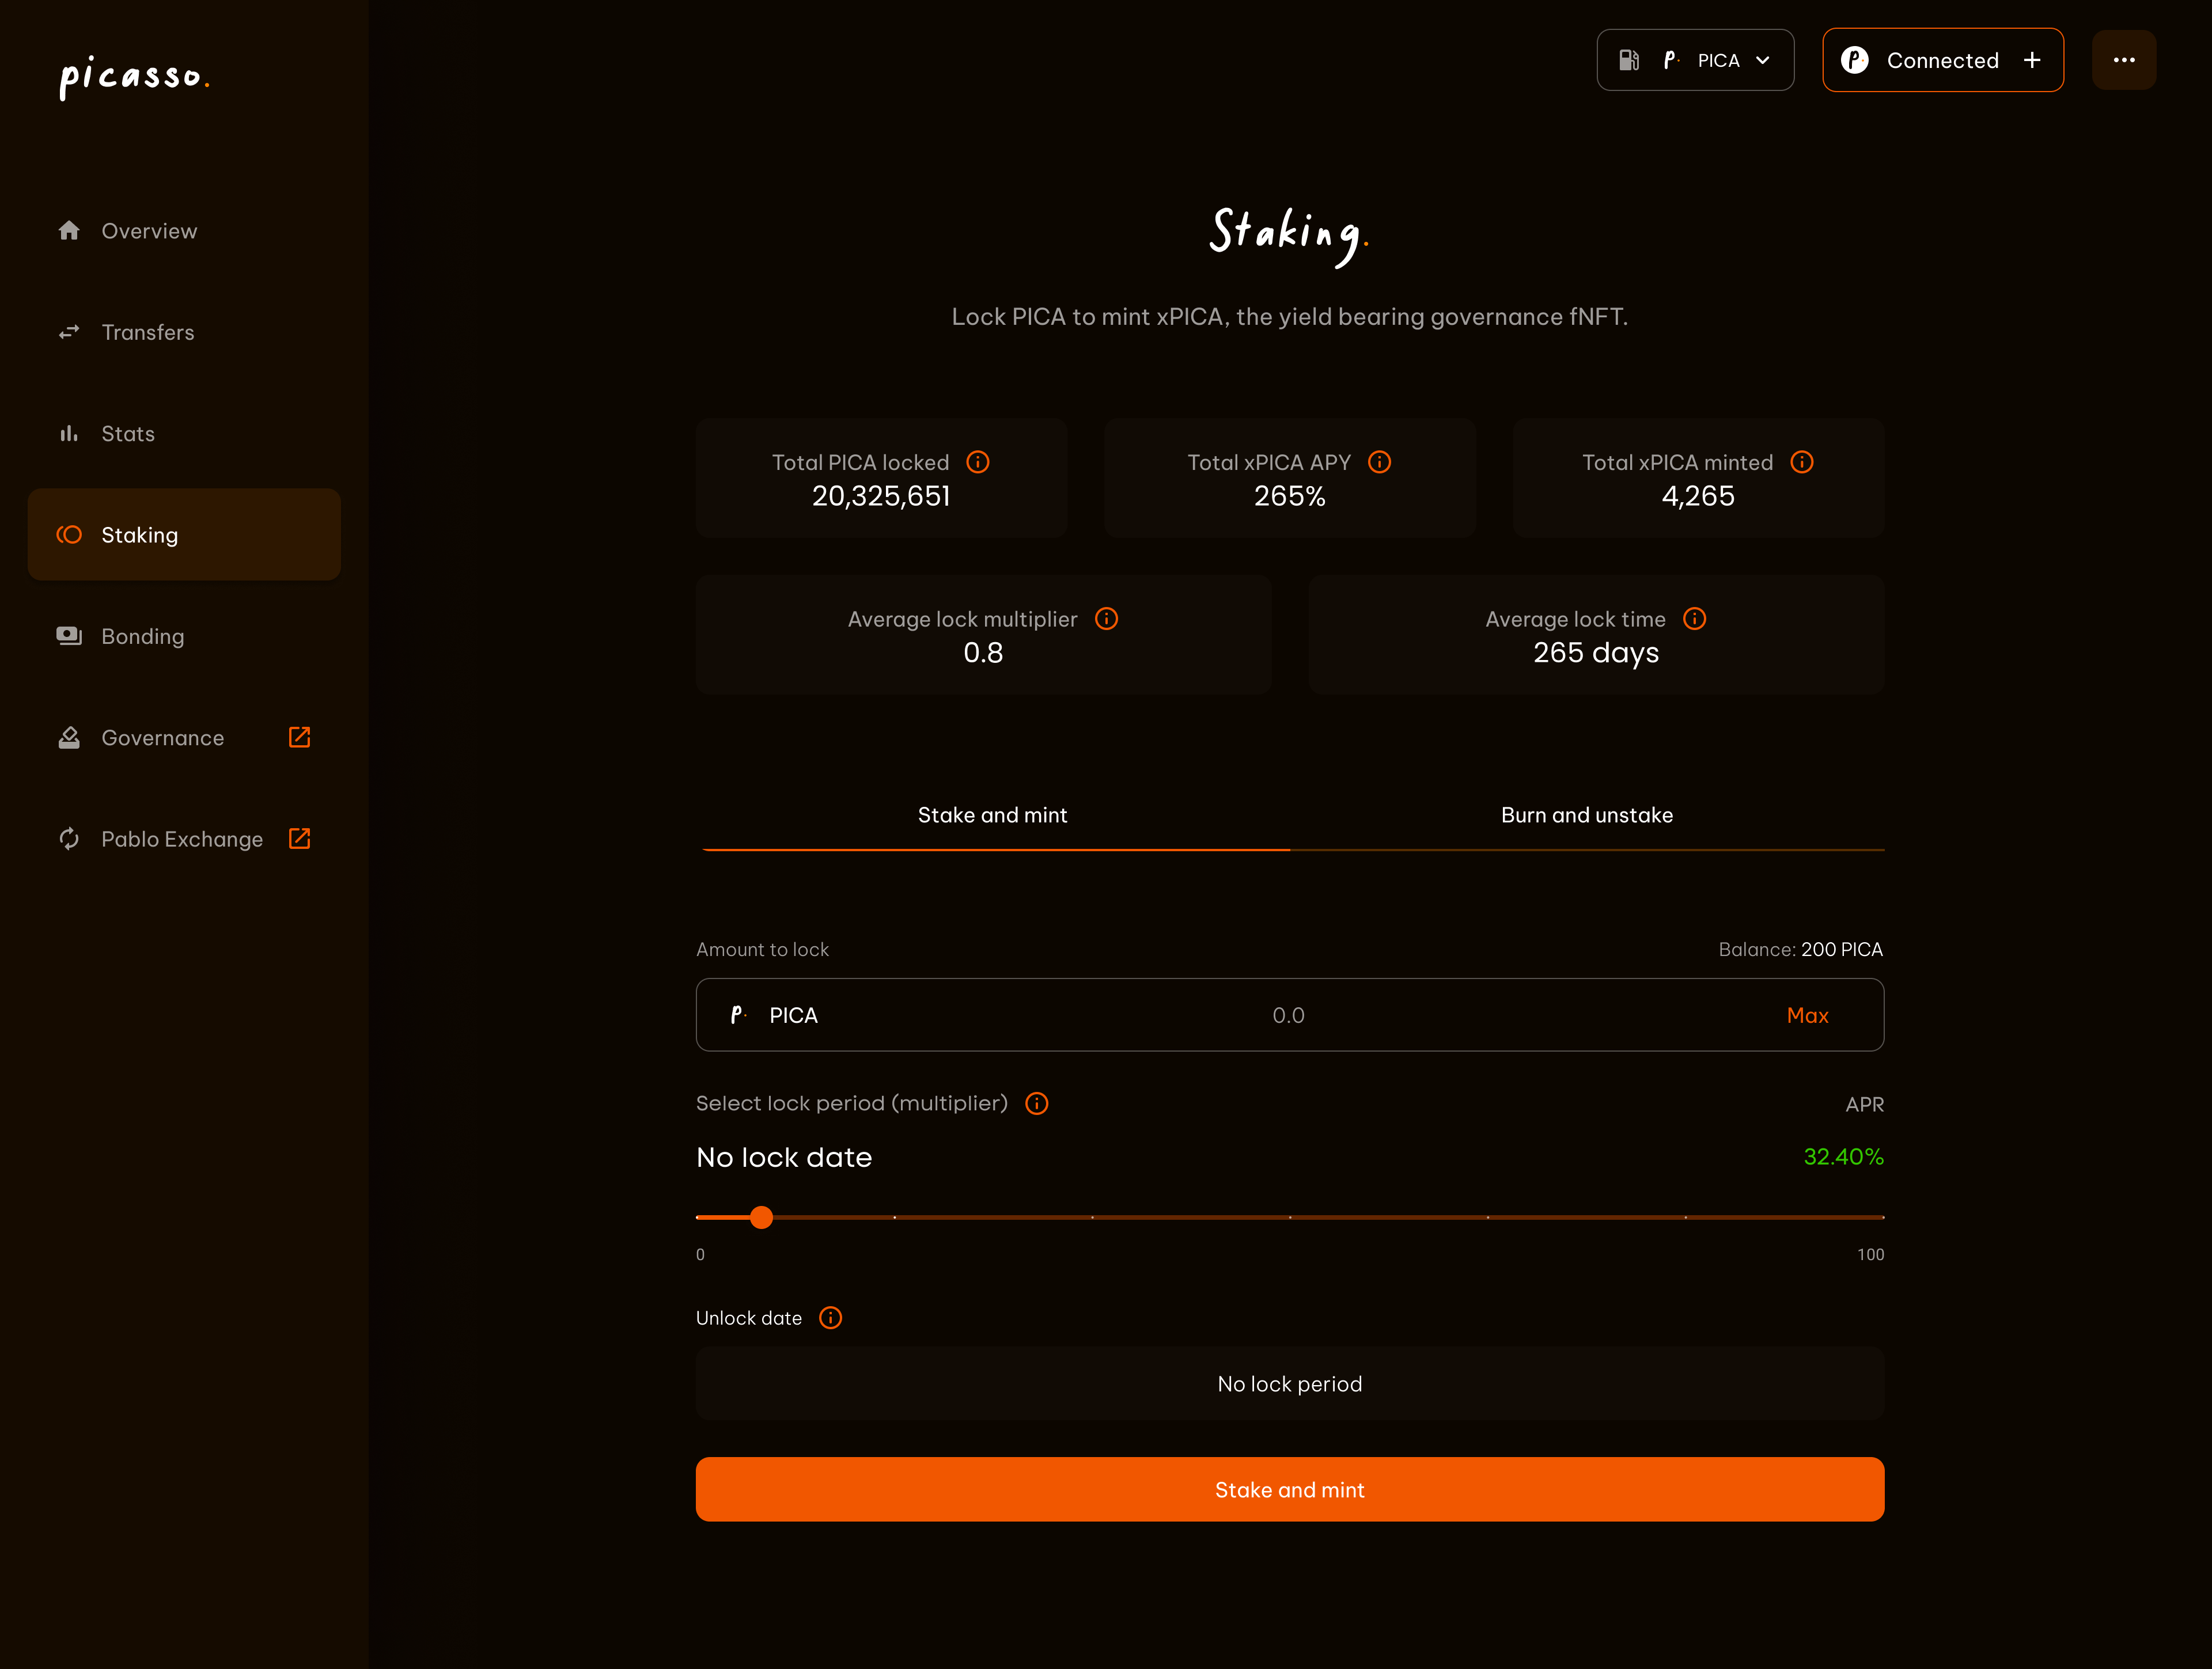 picasso.
PICA
Connected
Overview
Transfers
Stats
Staking
Bonding
Governance
Pablo Exchange
Staking.
Lock PICA to mint xPICA, the yield bearing governance fNFT.
Total PICA locked
20,325,651
Total xPICA APY
265%
Total xPICA minted
4,265
Average lock multiplier
0.8
Average lock time
265 days
Stake and mint
Burn and unstake
Amount to lock
Balance: 200 PICA
PICA
0.0
Max
Select lock period (multiplier)
APR
No lock date
32.40%
0
100
Unlock date
No lock period
Stake and mint